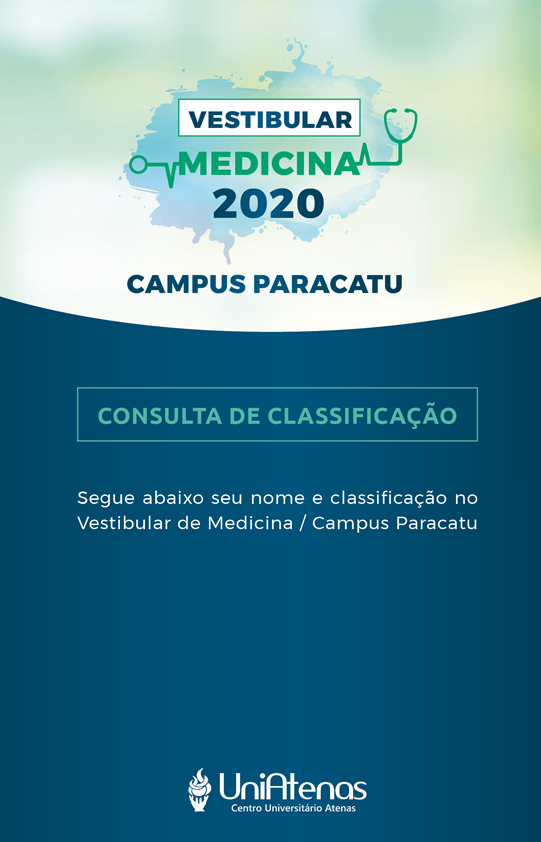 VESTIBULAR
MEDICINA
2020
CAMPUS PARACATU
CONSULTA DE CLASSIFICAÇÃO
Segue abaixo seu nome e classificação no
Vestibular de Medicina / Campus Paracatu
UniAtenas
Centro Universitário Atenas